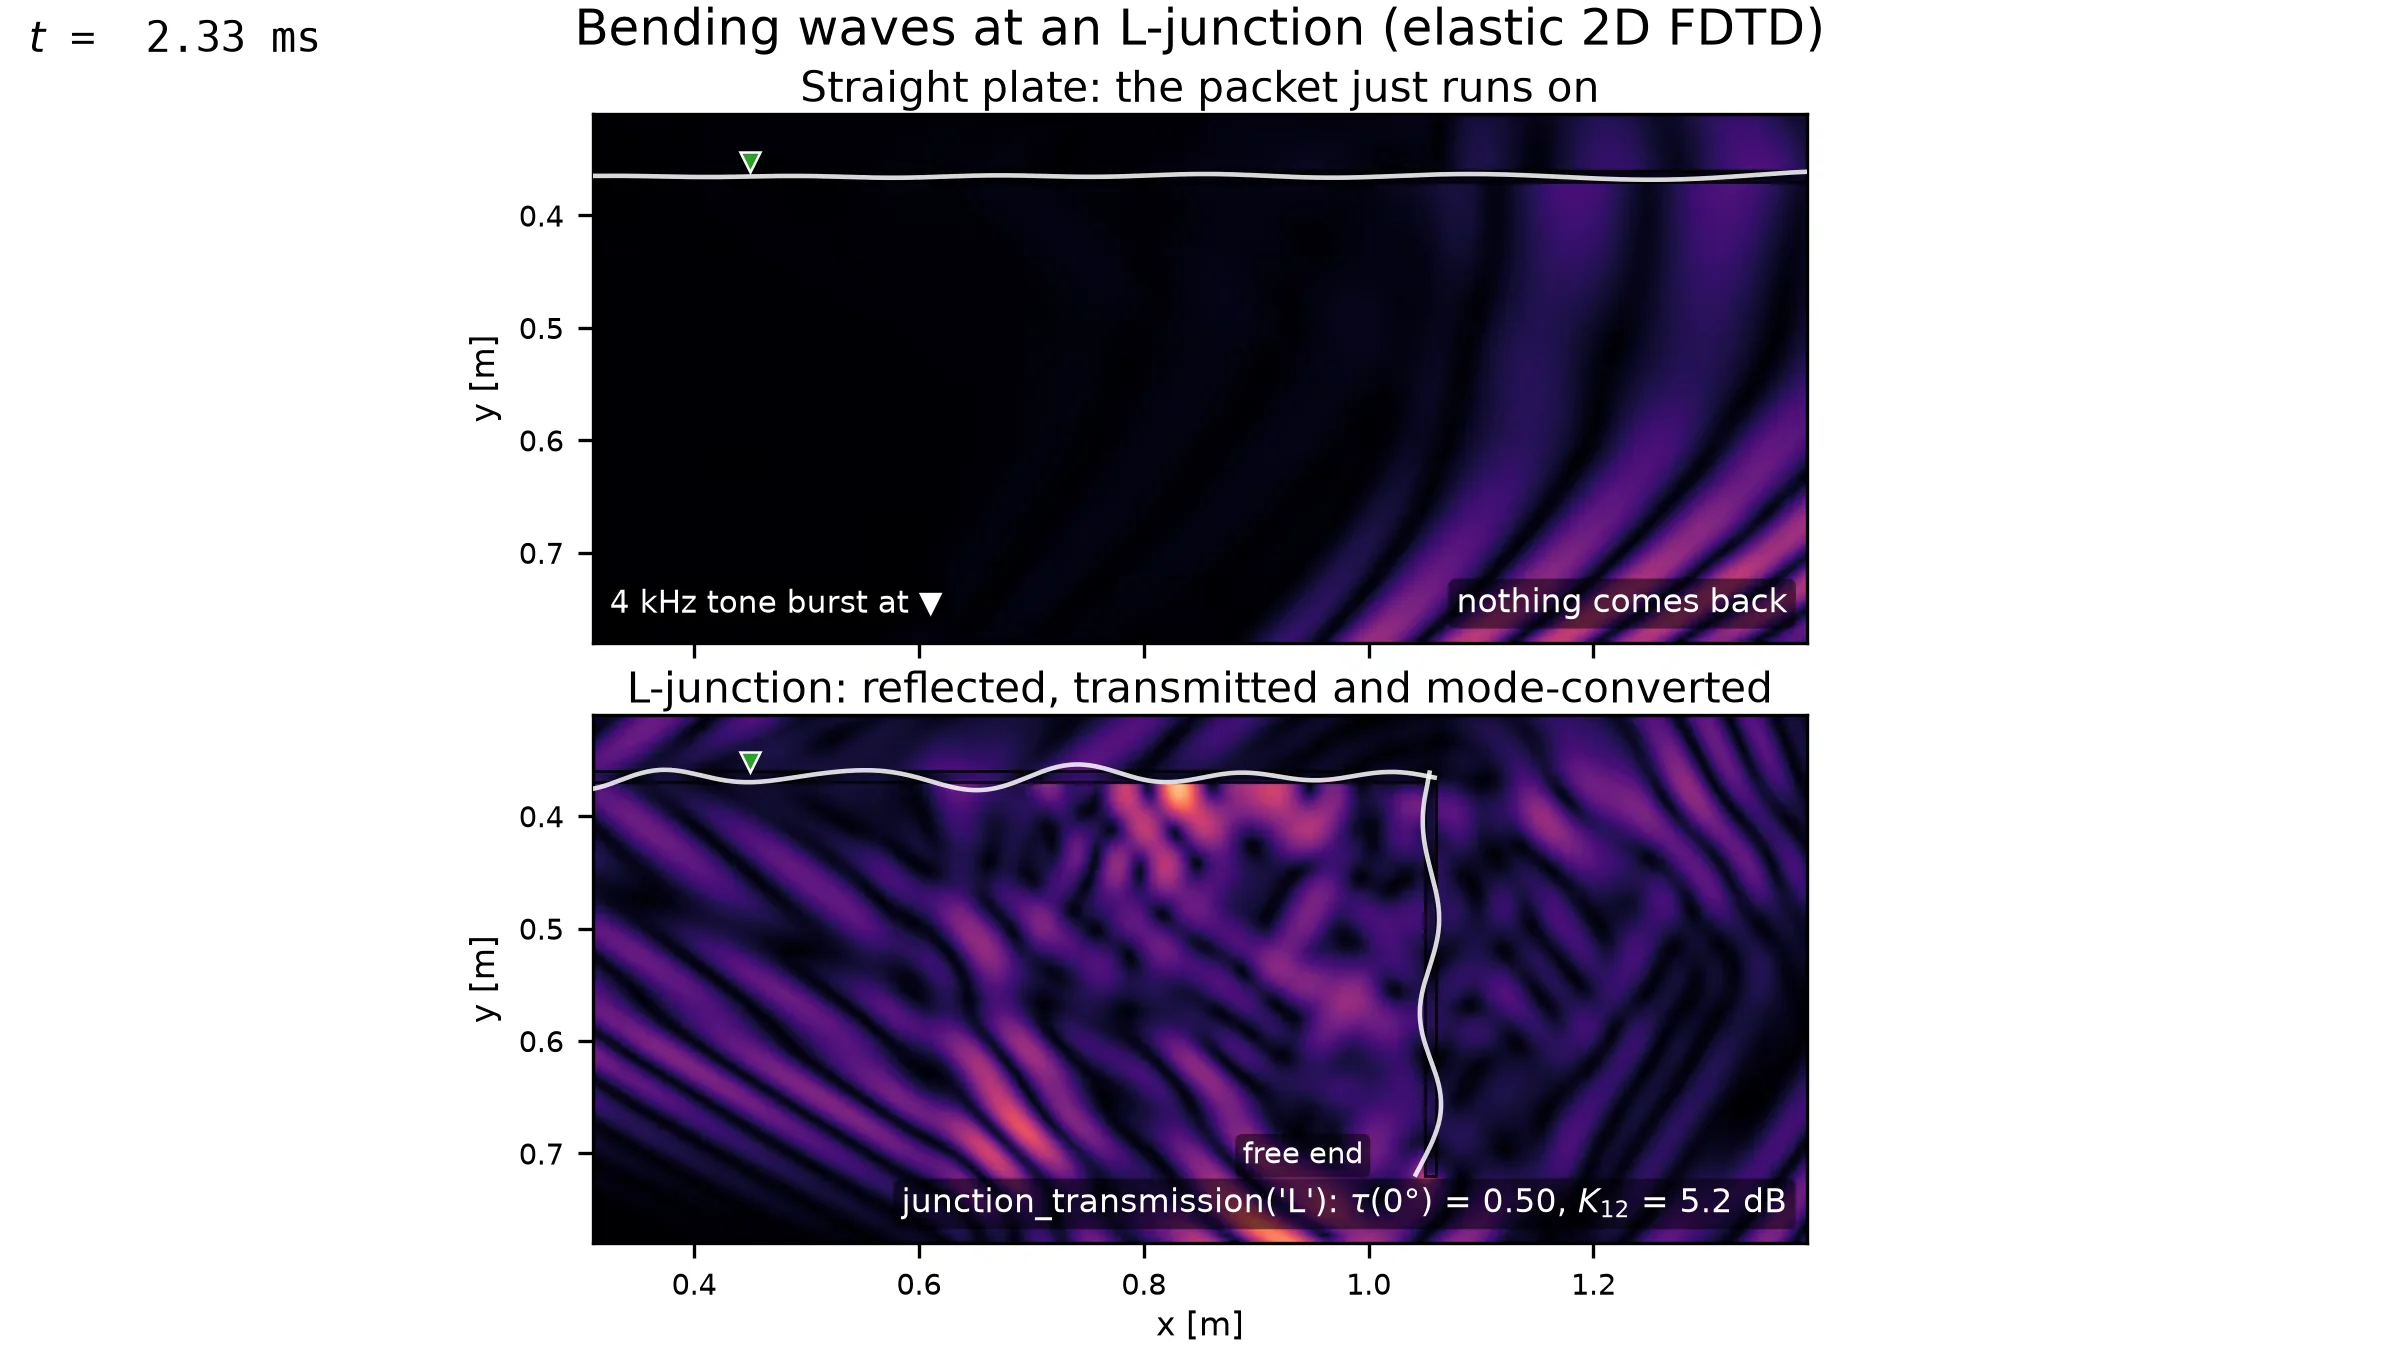 t = 2.33 ms
Bending waves at an L-junction (elastic 2D FDTD)
Straight plate: the packet just runs on
0.4
0.5
0.6
0.7
y [m]
4 kHz tone burst at ▼
nothing comes back
L-junction: reflected, transmitted and mode-converted
0.4
0.5
0.6
0.7
y [m]
free end
junction_transmission('L'): τ(0°) = 0.50, K₁₂ = 5.2 dB
0.4 0.6 0.8 1.0 1.2
x [m]